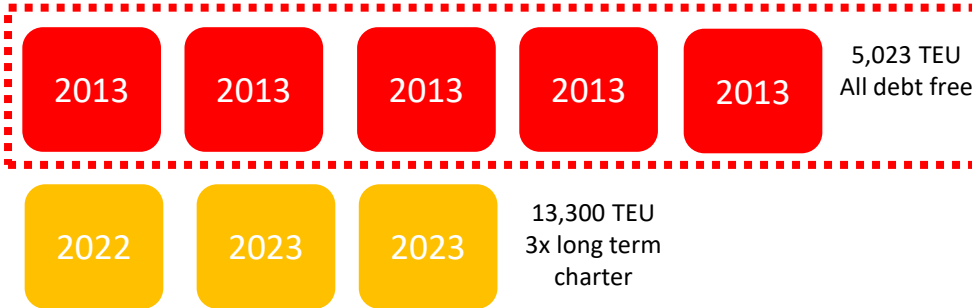 2013 2013 2013 2013 2013
5,023 TEU
All debt free
2022 2023 2023
13,300 TEU
3x long term
charter